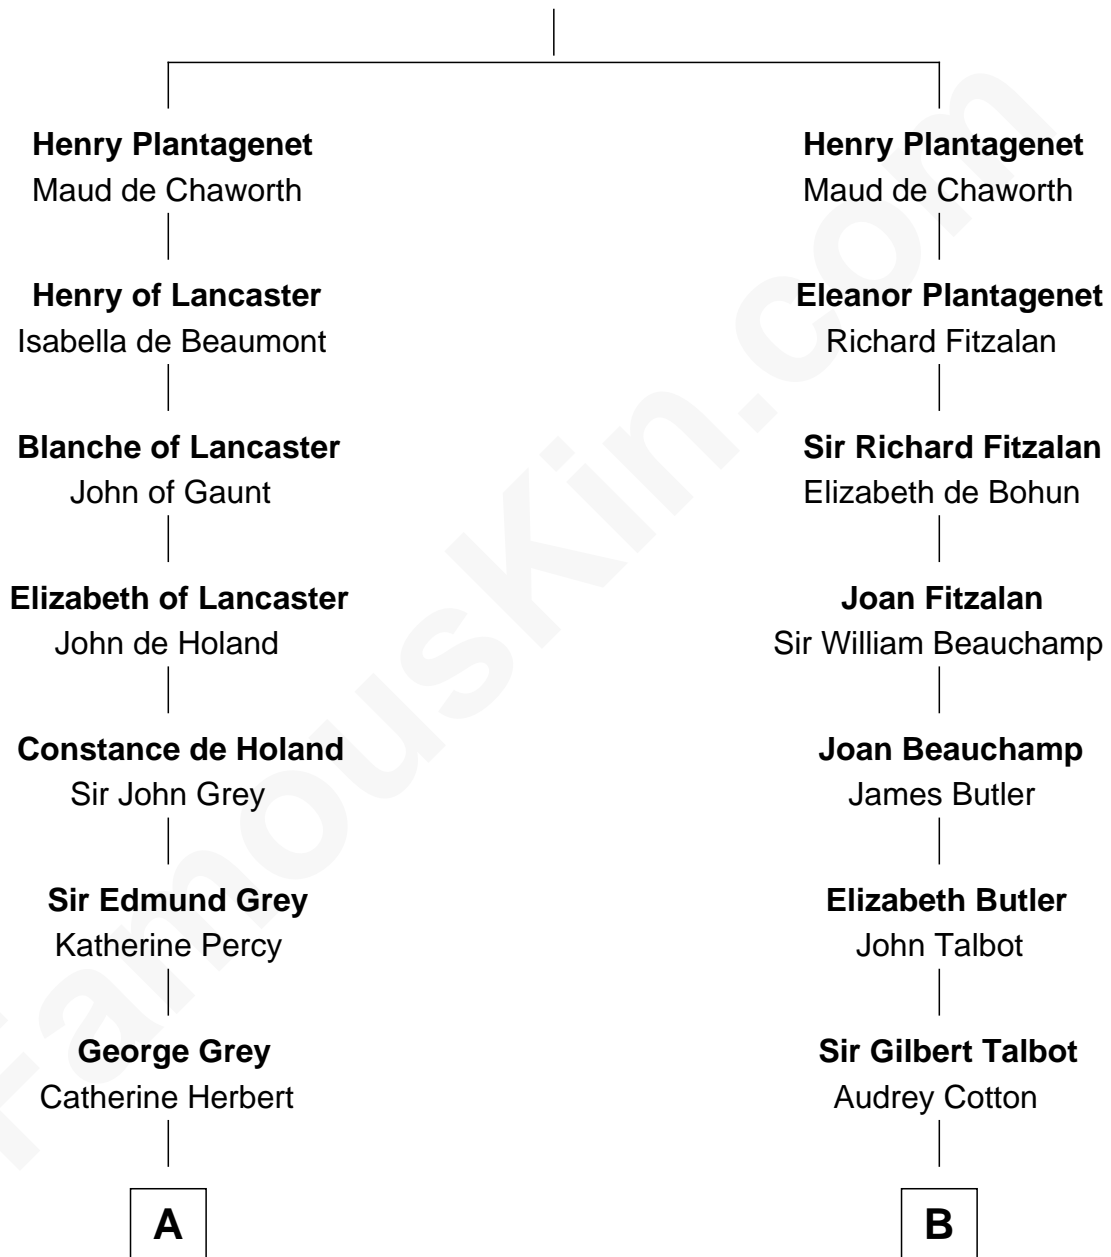 Henry Plantagenet
Maud de Chaworth
Henry of Lancaster
Isabella de Beaumont
Blanche of Lancaster
John of Gaunt
Elizabeth of Lancaster
John de Holand
Constance de Holand
Sir John Grey
Sir Edmund Grey
Katherine Percy
George Grey
Catherine Herbert
A
Henry Plantagenet
Maud de Chaworth
Eleanor Plantagenet
Richard Fitzalan
Sir Richard Fitzalan
Elizabeth de Bohun
Joan Fitzalan
Sir William Beauchamp
Joan Beauchamp
James Butler
Elizabeth Butler
John Talbot
Sir Gilbert Talbot
Audrey Cotton
B
FamousKin.com